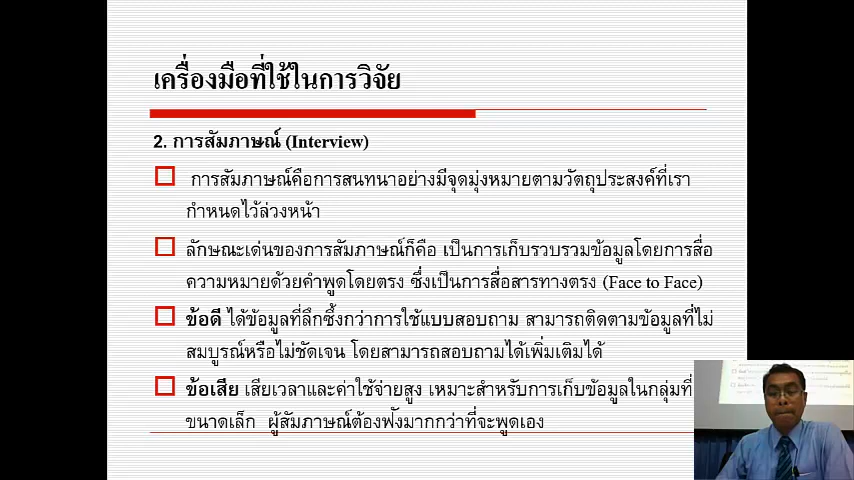 เครื่องมือที่ใช้ในการวิจัย
2. การสัมภาษณ์ (Interview)
การสัมภาษณ์คือการสนทนาอย่างมีจุดมุ่งหมายตามวัตถุประสงค์ที่เรา
กำหนดไว้ล่วงหน้า
ลักษณะเด่นของการสัมภาษณ์ก็คือ เป็นการเก็บรวบรวมข้อมูลโดยการสื่อ
ความหมายด้วยคำพูดโดยตรง ซึ่งเป็นการสื่อสารทางตรง (Face to Face)
ข้อดี ได้ข้อมูลที่ลึกซึ้งกว่าการใช้แบบสอบถาม สามารถติดตามข้อมูลที่ไม่
สมบูรณ์หรือไม่ชัดเจน โดยสามารถสอบถามได้เพิ่มเติมได้
ข้อเสีย เสียเวลาและค่าใช้จ่ายสูง เหมาะสำหรับการเก็บข้อมูลในกลุ่มที่
ขนาดเล็ก ผู้สัมภาษณ์ต้องฟังมากกว่าที่จะพูดเอง